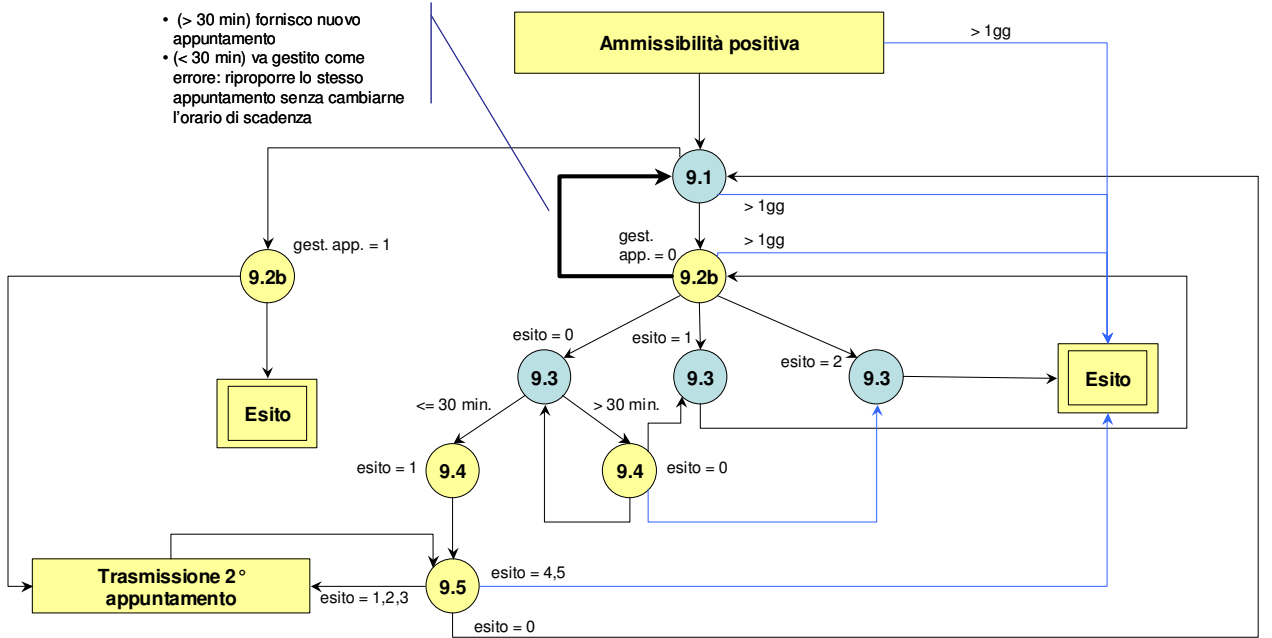 • (> 30 min) fornisco nuovo
appuntamento
• (< 30 min) va gestito come
errore: riproporre lo stesso
appuntamento senza cambiarne
l'orario di scadenza
Ammissibilità positiva
> 1gg
9.1
> 1gg
gest. app. = 1
gest.
app. = 0
> 1gg
9.2b
9.2b
esito = 0
esito = 1
esito = 2
9.3
9.3
9.3
Esito
Esito
<= 30 min.
> 30 min.
esito = 1
9.4
9.4
esito = 0
Trasmissione 2°
appuntamento
esito = 1,2,3
9.5
esito = 4,5
esito = 0